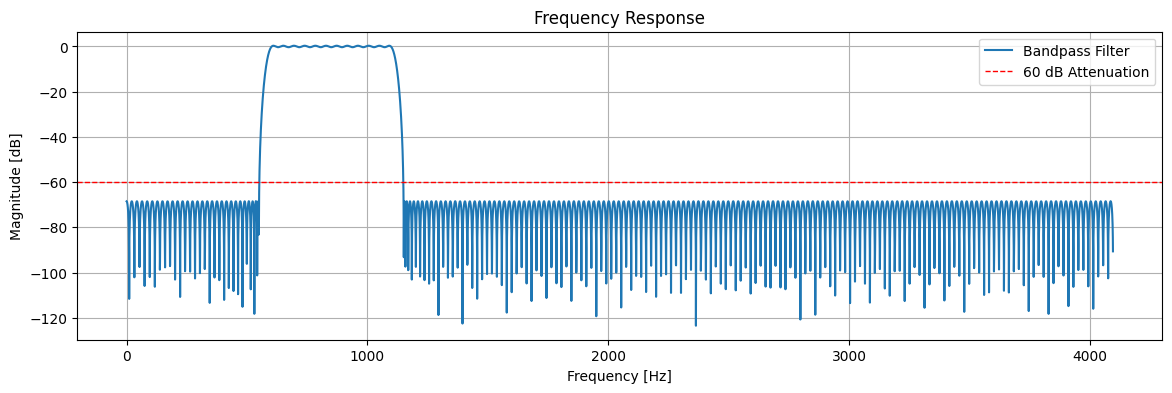 Frequency Response
Bandpass Filter
60 dB Attenuation
Magnitude [dB]
0
−20
−40
−60
−80
−100
−120
0
1000
2000
3000
4000
Frequency [Hz]